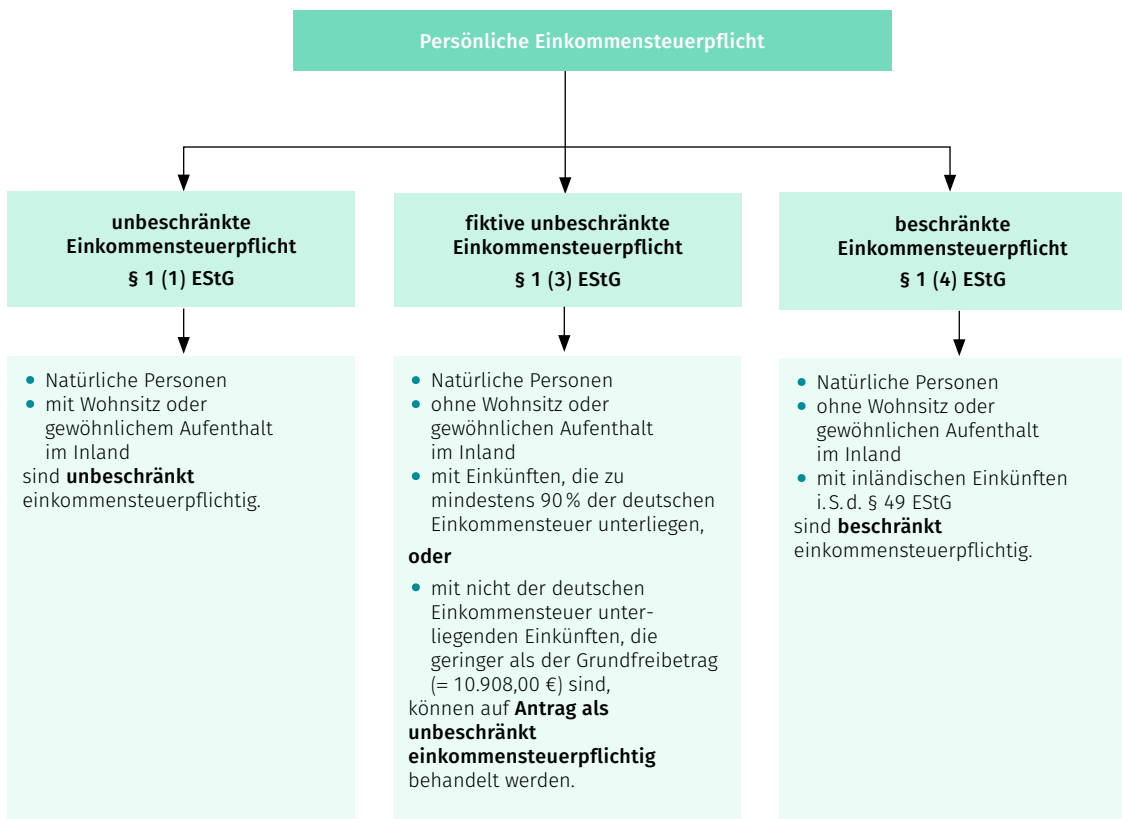 Persönliche Einkommensteuerpflicht
unbeschränkte
Einkommensteuerpflicht
§ 1 (1) EStG
• Natürliche Personen
• mit Wohnsitz oder
gewöhnlichem Aufenthalt
im Inland
sind unbeschränkt
einkommensteuerpflichtig.
fiktive unbeschränkte
Einkommensteuerpflicht
§ 1 (3) EStG
• Natürliche Personen
• ohne Wohnsitz oder
gewöhnlichen Aufenthalt
im Inland
• mit Einkünften, die zu
mindestens 90 % der deutschen
Einkommensteuer unterliegen,
oder
• mit nicht der deutschen
Einkommensteuer unter-
liegenden Einkünften, die
geringer als der Grundfreibetrag
(= 10.908,00 €) sind,
können auf Antrag als
unbeschränkt
einkommensteuerpflichtig
behandelt werden.
beschränkte
Einkommensteuerpflicht
§ 1 (4) EStG
• Natürliche Personen
• ohne Wohnsitz oder
gewöhnlichen Aufenthalt
im Inland
• mit inländischen Einkünften
i. S. d. § 49 EStG
sind beschränkt
einkommensteuerpflichtig.